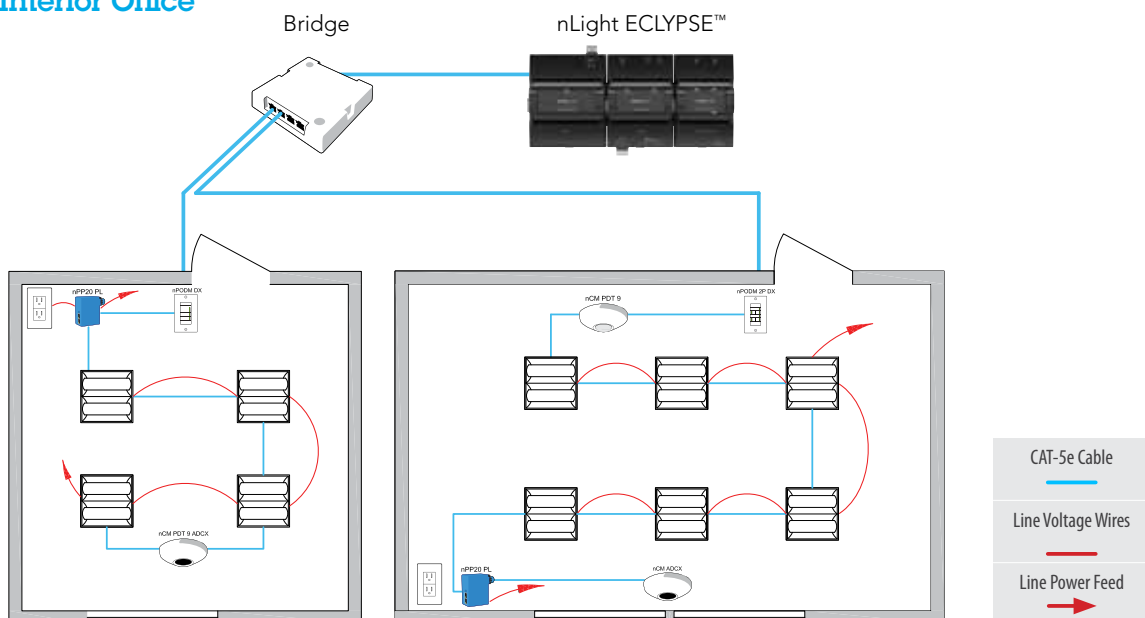 Interior Office
Bridge
nLight ECLYPSE™
nPP20 PL
nPODM DX
nCM PDT 9 ADCX
nCM PDT 9
nPODM 2P DX
nPP20 PL
nCM ADCX
CAT-5e Cable
Line Voltage Wires
Line Power Feed